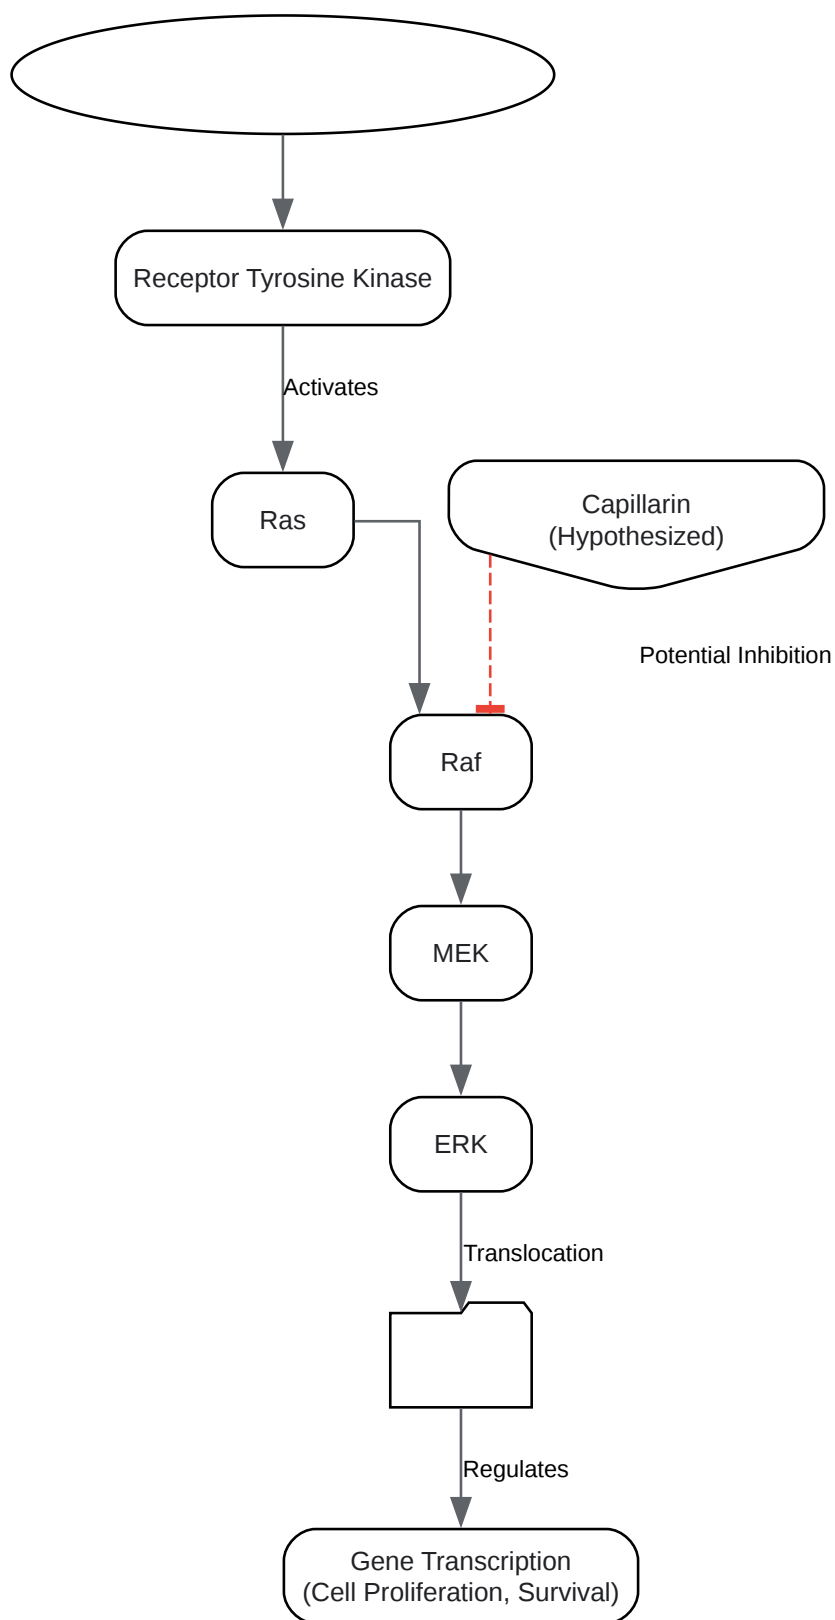 Receptor Tyrosine Kinase
Activates
Ras
Capillarin
(Hypothesized)
Potential Inhibition
Raf
MEK
ERK
Translocation
Regulates
Gene Transcription
(Cell Proliferation, Survival)